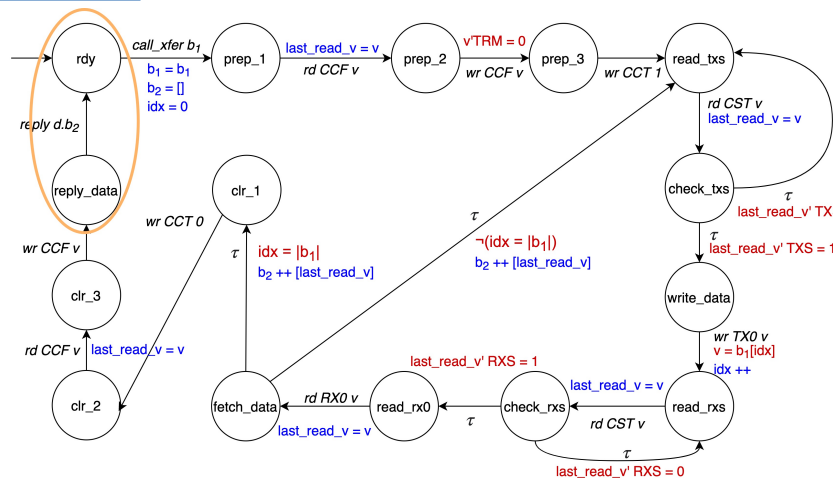 rdy
call_xfer b₁
b₁ = b₁
b₂ = []
idx = 0
prep_1
last_read_v = v
rd CCF v
prep_2
v'TRM = 0
wr CCF v
prep_3
wr CCT 1
read_txs
rd CST v
last_read_v = v
reply d.b₂
reply_data
clr_1
check_txs
τ
last_read_v' TX
τ
last_read_v' TXS = 1
wr CCT 0
τ
¬(idx = |b₁|)
b₂ ++ [last_read_v]
τ
idx = |b₁|
b₂ ++ [last_read_v]
wr CCF v
clr_3
write_data
wr TX0 v
v = b₁[idx]
idx ++
rd CCF v
last_read_v = v
last_read_v' RXS = 1
clr_2
fetch_data
rd RX0 v
last_read_v = v
read_rx0
τ
check_rxs
last_read_v = v
rd CST v
read_rxs
τ
last_read_v' RXS = 0